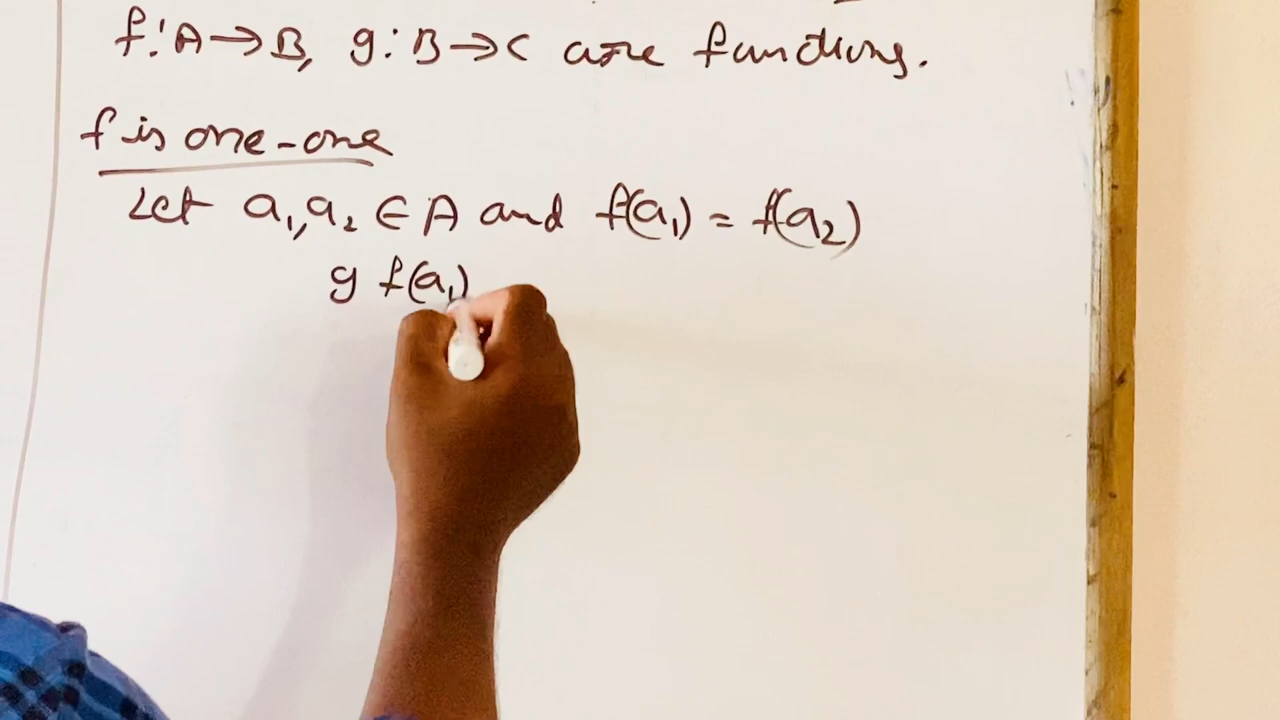 f: A→B, g: B→C are functions.
f is one-one
Let a₁, a₂ ∈ A and f(a₁) = f(a₂)
g f(a₁)